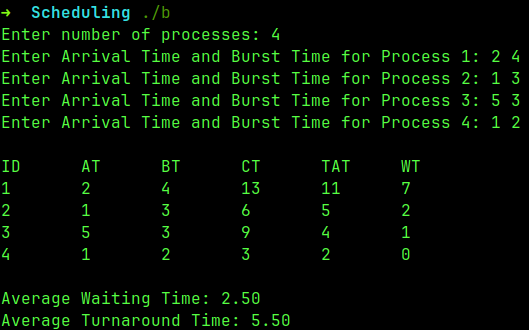 → Scheduling ./b
Enter number of processes: 4
Enter Arrival Time and Burst Time for Process 1: 2 4
Enter Arrival Time and Burst Time for Process 2: 1 3
Enter Arrival Time and Burst Time for Process 3: 5 3
Enter Arrival Time and Burst Time for Process 4: 1 2
ID AT BT CT TAT WT
1 2 4 13 11 7
2 1 3 6 5 2
3 5 3 9 4 1
4 1 2 3 2 0
Average Waiting Time: 2.50
Average Turnaround Time: 5.50